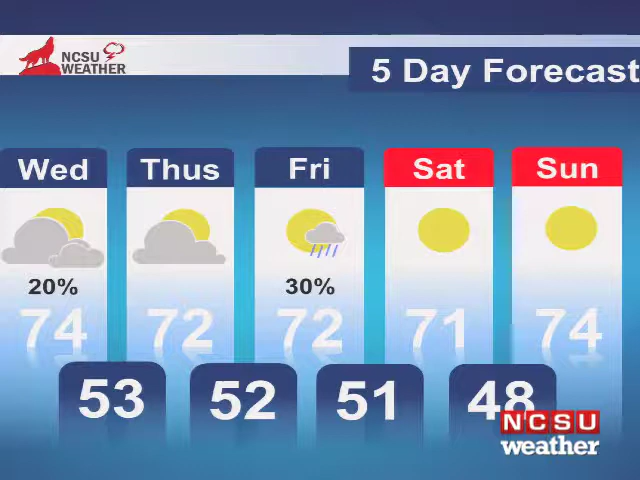 NCSU
WEATHER
5 Day Forecast
Wed Thus Fri Sat Sun
20% 30%
74 72 72 71 74
53 52 51 48
NCSU
weather